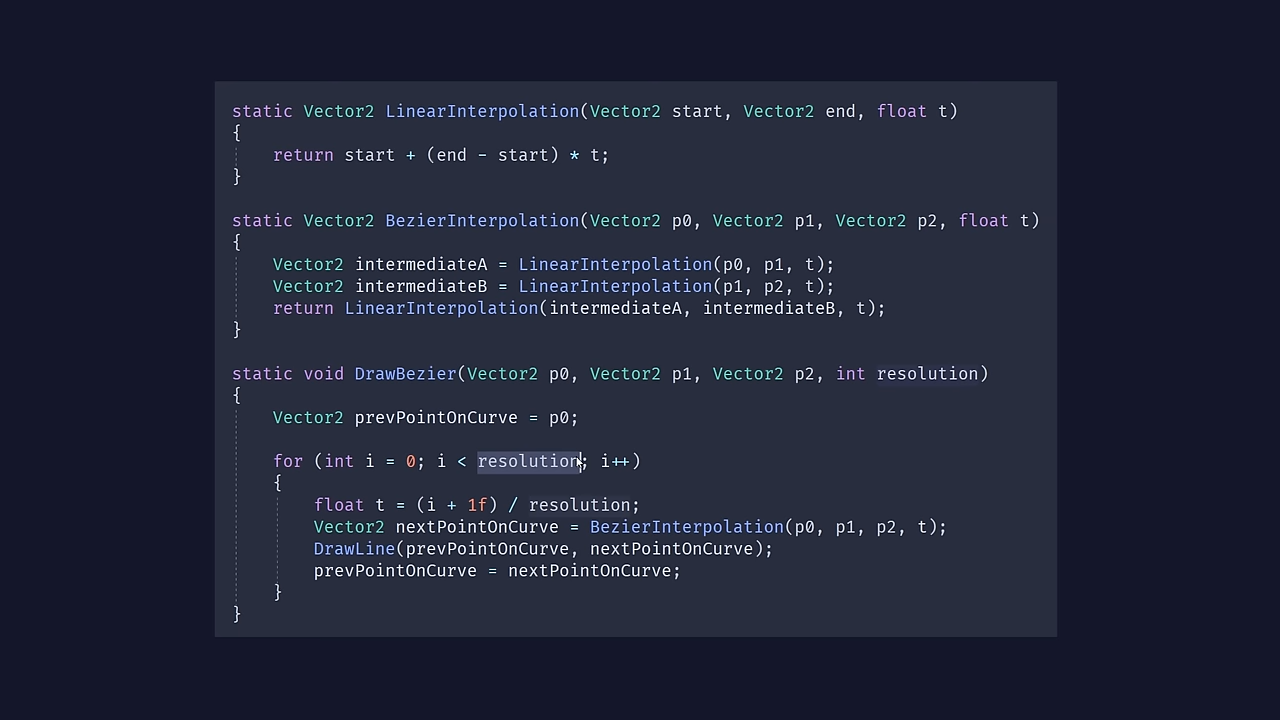 static Vector2 LinearInterpolation(Vector2 start, Vector2 end, float t)
{
    return start + (end - start) * t;
}

static Vector2 BezierInterpolation(Vector2 p0, Vector2 p1, Vector2 p2, float t)
{
    Vector2 intermediateA = LinearInterpolation(p0, p1, t);
    Vector2 intermediateB = LinearInterpolation(p1, p2, t);
    return LinearInterpolation(intermediateA, intermediateB, t);
}

static void DrawBezier(Vector2 p0, Vector2 p1, Vector2 p2, int resolution)
{
    Vector2 prevPointOnCurve = p0;

    for (int i = 0; i < resolution; i++)
    {
        float t = (i + 1f) / resolution;
        Vector2 nextPointOnCurve = BezierInterpolation(p0, p1, p2, t);
        DrawLine(prevPointOnCurve, nextPointOnCurve);
        prevPointOnCurve = nextPointOnCurve;
    }
}